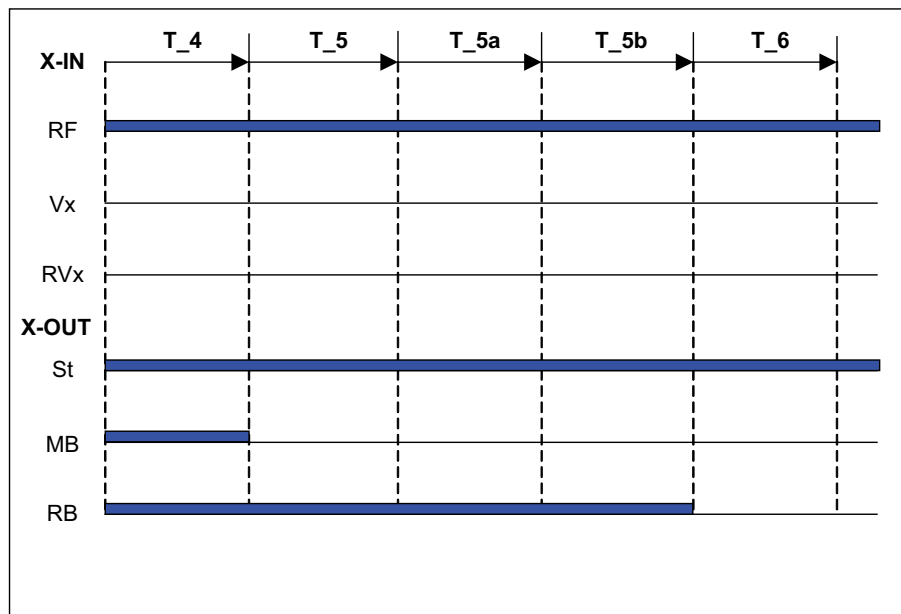 T_4 T_5 T_5a T_5b T_6
X-IN
RF
Vx
RVx
X-OUT
St
MB
RB